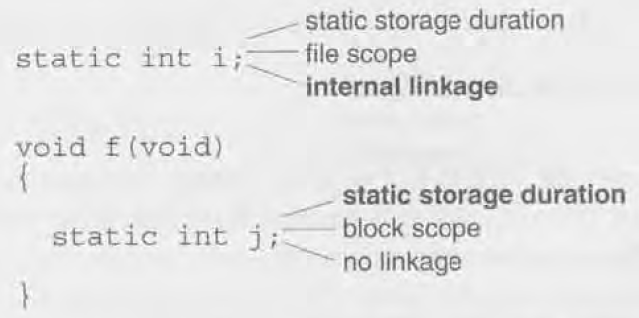 static storage duration
static int i; file scope
internal linkage
void f(void)
{
static storage duration
static int j; block scope
no linkage
}